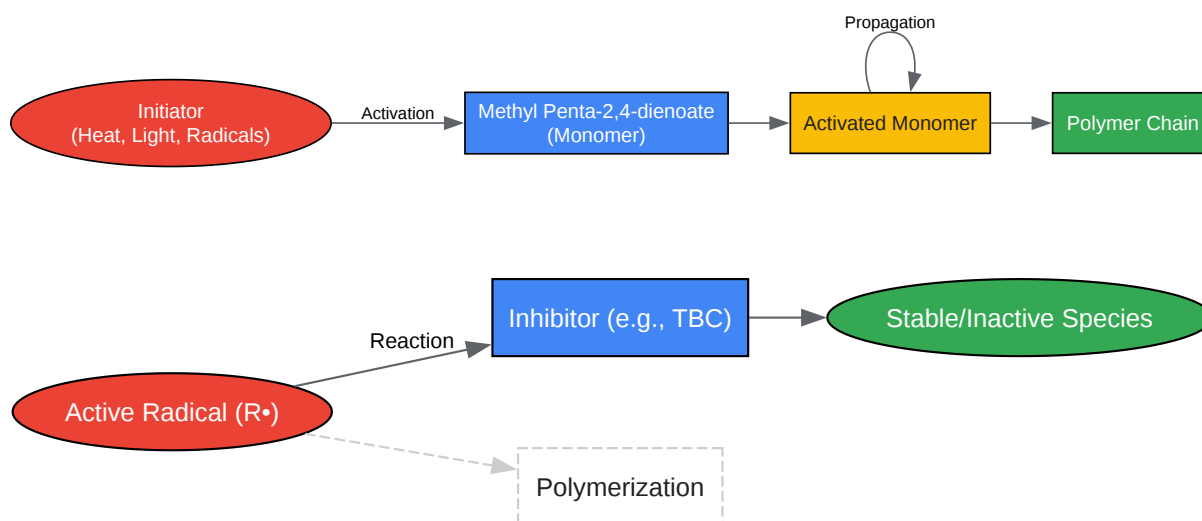 Propagation
Initiator
(Heat, Light, Radicals)
Activation
Methyl Penta-2,4-dienoate
(Monomer)
Activated Monomer
Polymer Chain
Inhibitor (e.g., TBC)
Stable/Inactive Species
Reaction
Active Radical (R•)
Polymerization